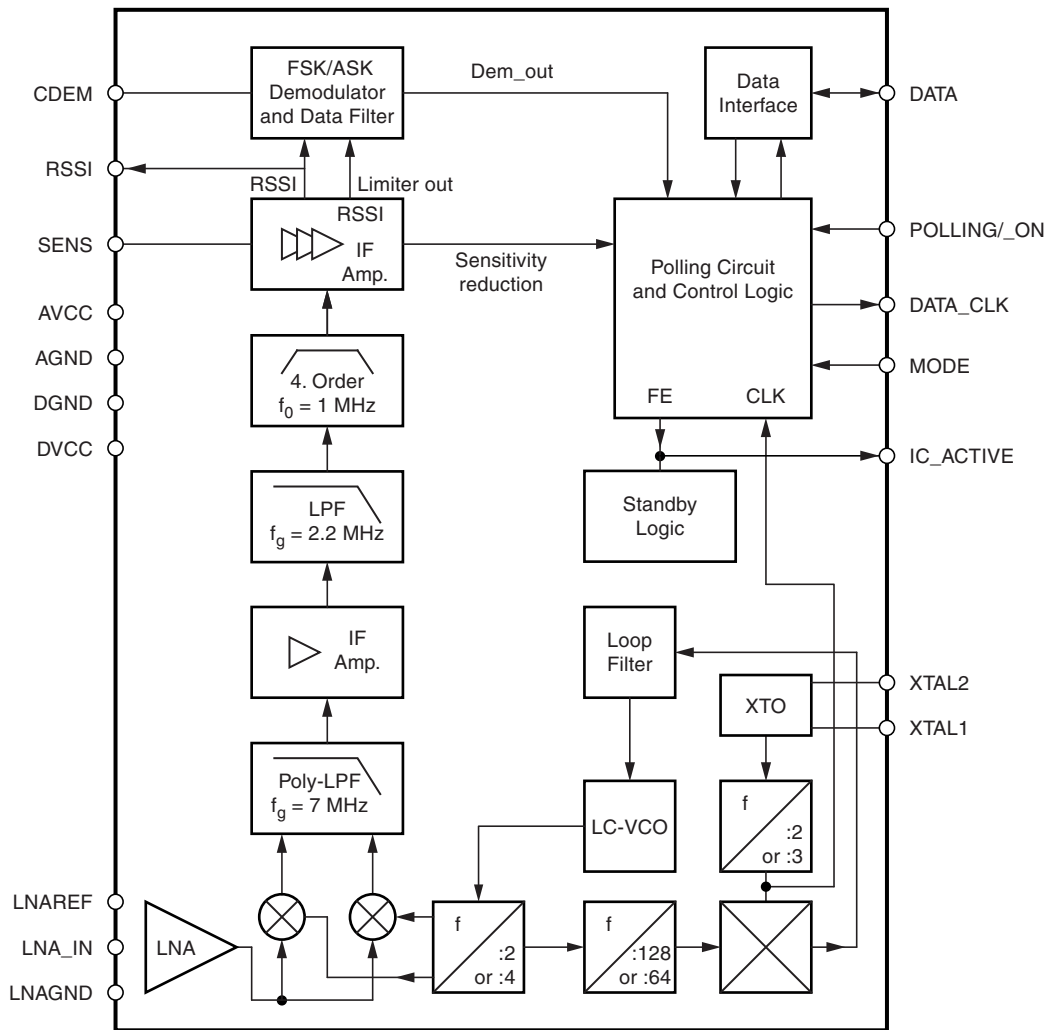 CDEM
RSSI
SENS
AVCC
AGND
DGND
DVCC
LNAREF
LNA_IN
LNAGND
FSK/ASK
Demodulator
and Data Filter
Dem_out
RSSI
Limiter out
RSSI
IF
Amp.
Sensitivity
reduction
4. Order
f0 = 1 MHz
LPF
fg = 2.2 MHz
IF
Amp.
Poly-LPF
fg = 7 MHz
LNA
Data
Interface
Polling Circuit
and Control Logic
FE
CLK
Standby
Logic
Loop
Filter
XTO
LC-VCO
f
:2
or :3
f
:2
or :4
f
:128
or :64
DATA
POLLING/_ON
DATA_CLK
MODE
IC_ACTIVE
XTAL2
XTAL1